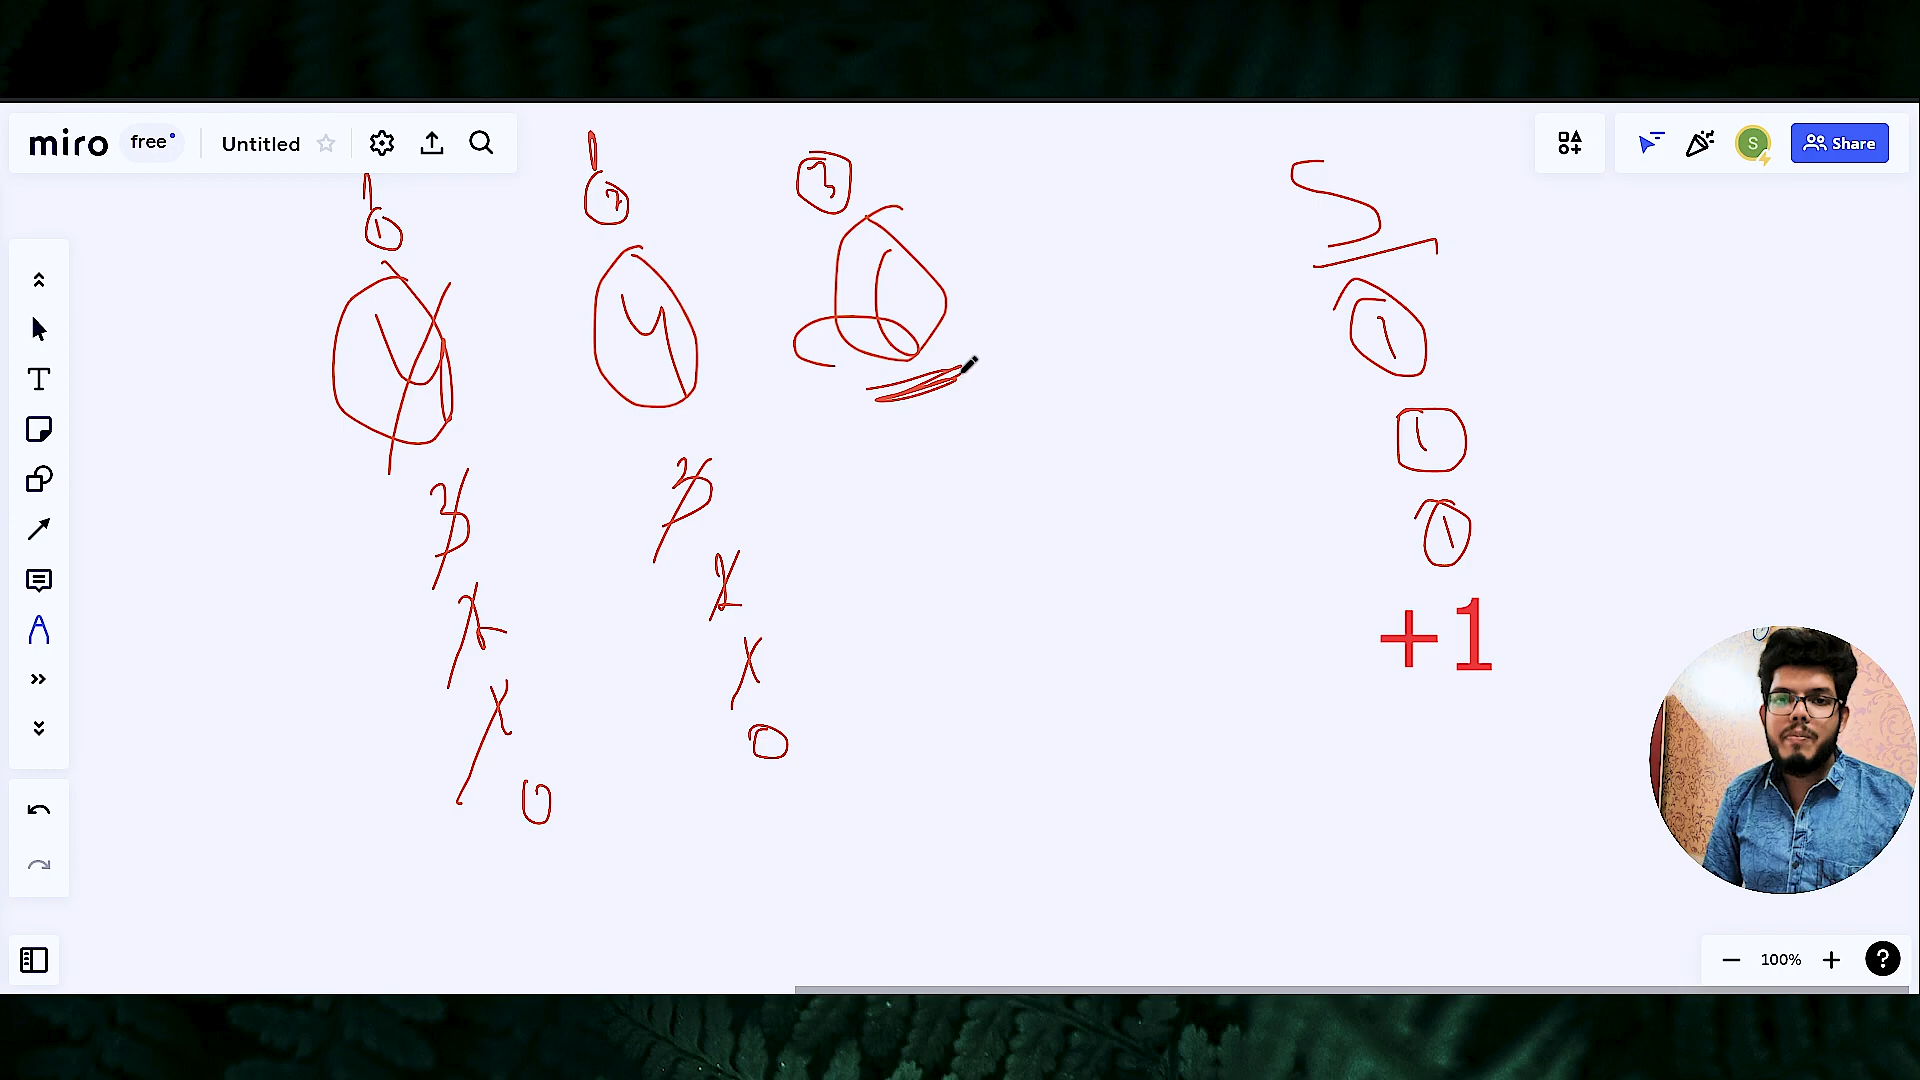 miro free Untitled
Share
1 2 3
4 4 1
3 3
2 2
1 1
0 0
S
1
1
1
+1
S
100%
?